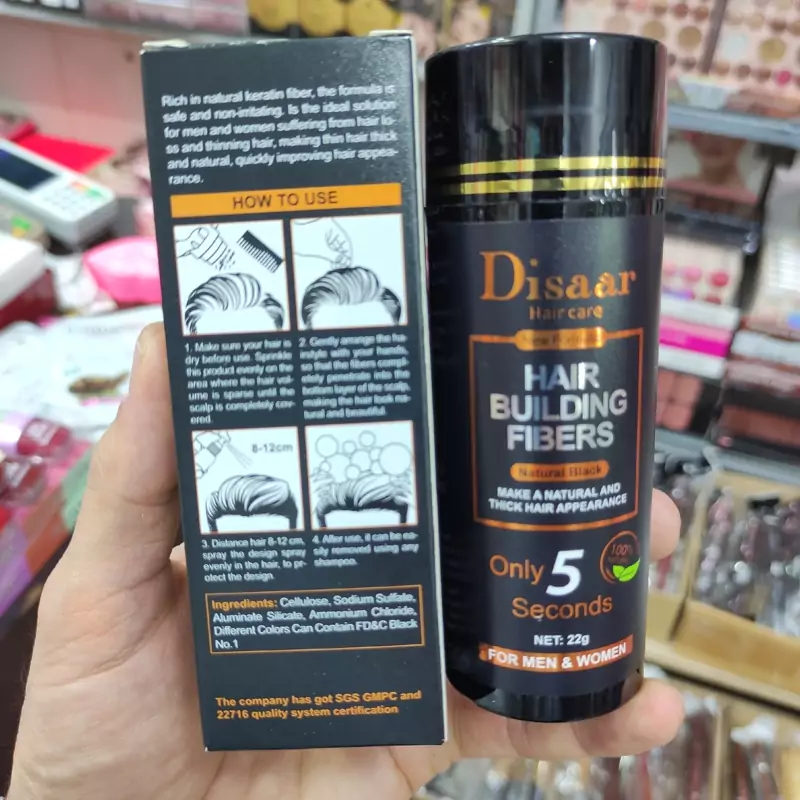 Rich in natural keratin fiber, the formula is
safe and non-irritating. Is the ideal solution
for men and women suffering from hair lo-
ss and thinning hair, making thin hair thick
and natural, quickly improving hair appea-
rance.
HOW TO USE
1. Make sure your hair is
dry before use. Sprinkle
this product evenly on the
area where the hair vol-
ume is sparse until the
scalp is completely cov-
ered.
2. Gently arrange the ha-
irstyle with your hands,
so that the fibers compl-
etely penetrate into the
bottom layer of the scalp,
making the hair look na-
tural and beautiful.
8-12cm
3. Distance hair 8-12 cm,
spray the design spray
evenly in the hair, to pr-
otect the design.
4. After use, it can be ea-
sily removed using any
shampoo.
Ingredients: Cellulose, Sodium Sulfate,
Aluminate Silicate, Ammonium Chloride,
Different Colors Can Contain FD&C Black
No.1
The company has got SGS GMPC and
22716 quality system certification
Disaar
Hair care
New
HAIR
BUILDING
FIBERS
Natural Black
MAKE A NATURAL AND
THICK HAIR APPEARANCE
Only 5
Seconds
100%
NET: 22g
FOR MEN & WOMEN